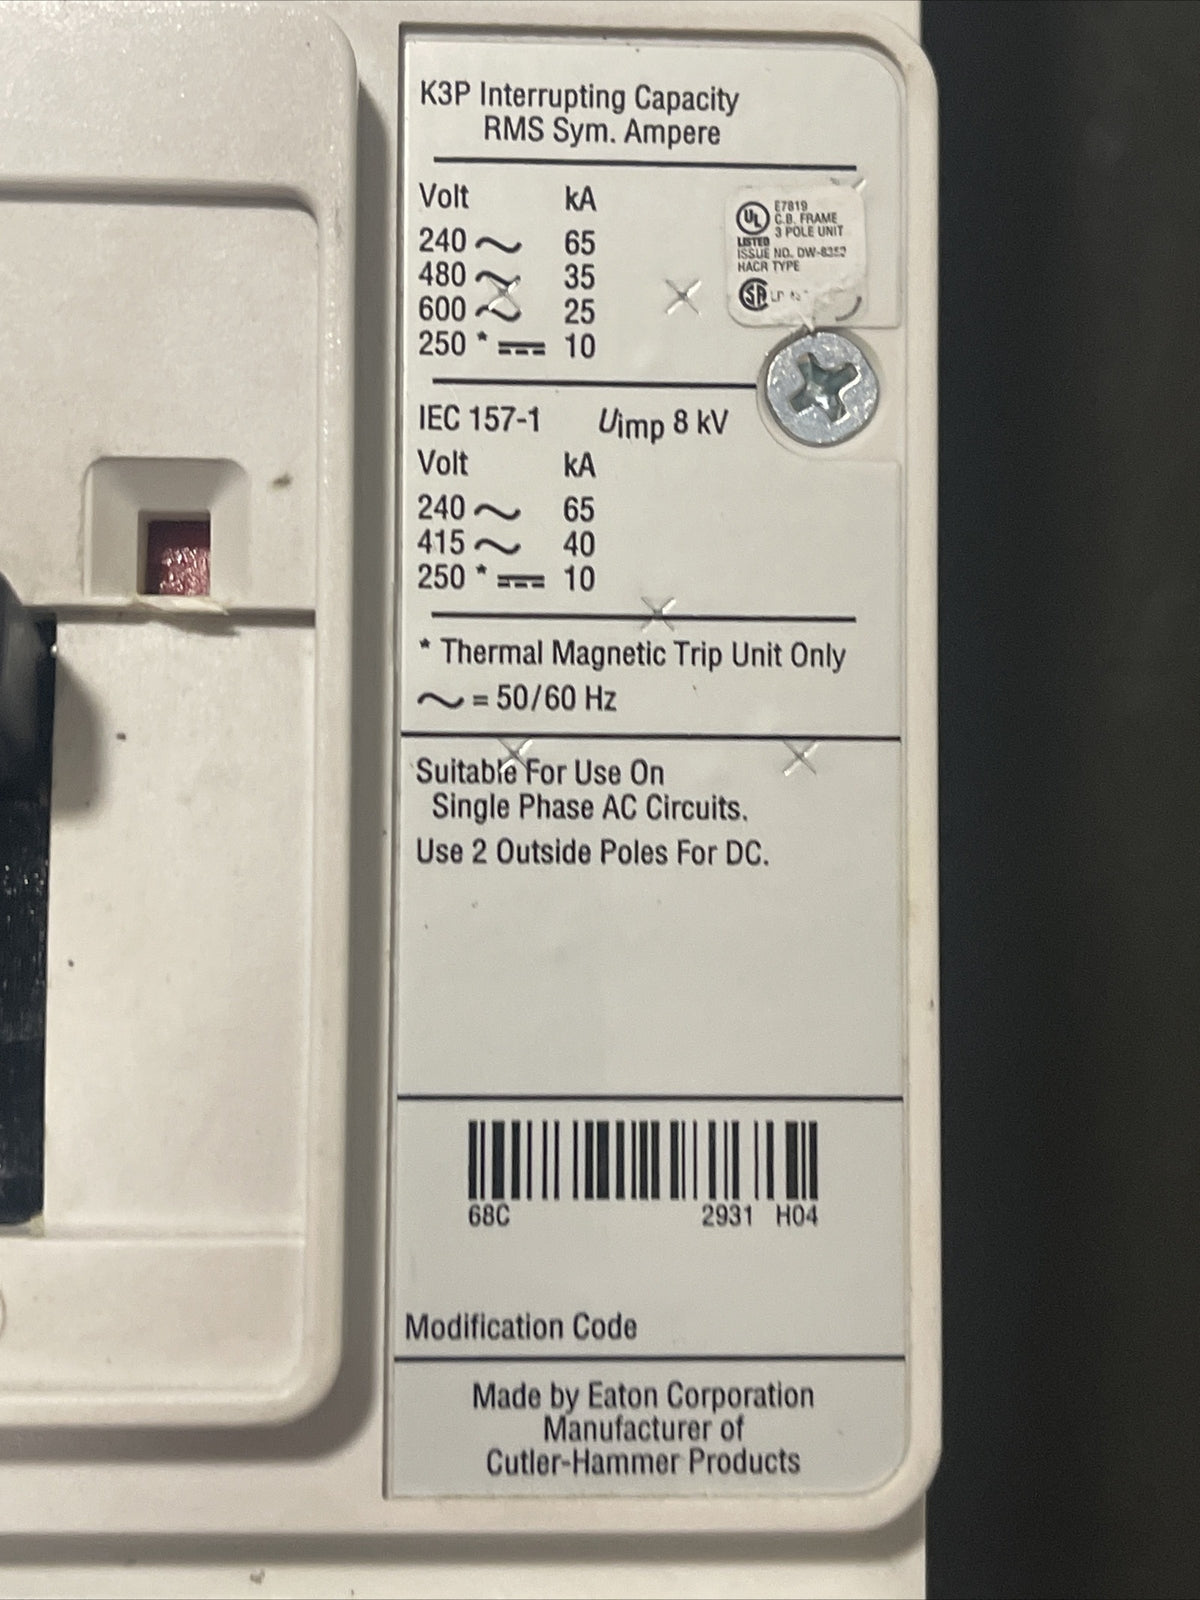 K3P Interrupting Capacity
RMS Sym. Ampere
Volt kA
240 ~ 65
480 ~ 35
600 ~ 25
250 * ⎓ 10
UL
LISTED
E7819
C.B. FRAME
3 POLE UNIT
ISSUE NO.
HACR TYPE
IEC 157-1 Uimp 8 kV
Volt kA
240 ~ 65
415 ~ 40
250 * ⎓ 10
* Thermal Magnetic Trip Unit Only
~ = 50/60 Hz
Suitable For Use On
Single Phase AC Circuits.
Use 2 Outside Poles For DC.
68C 2931 H04
Modification Code
Made by Eaton Corporation
Manufacturer of
Cutler-Hammer Products